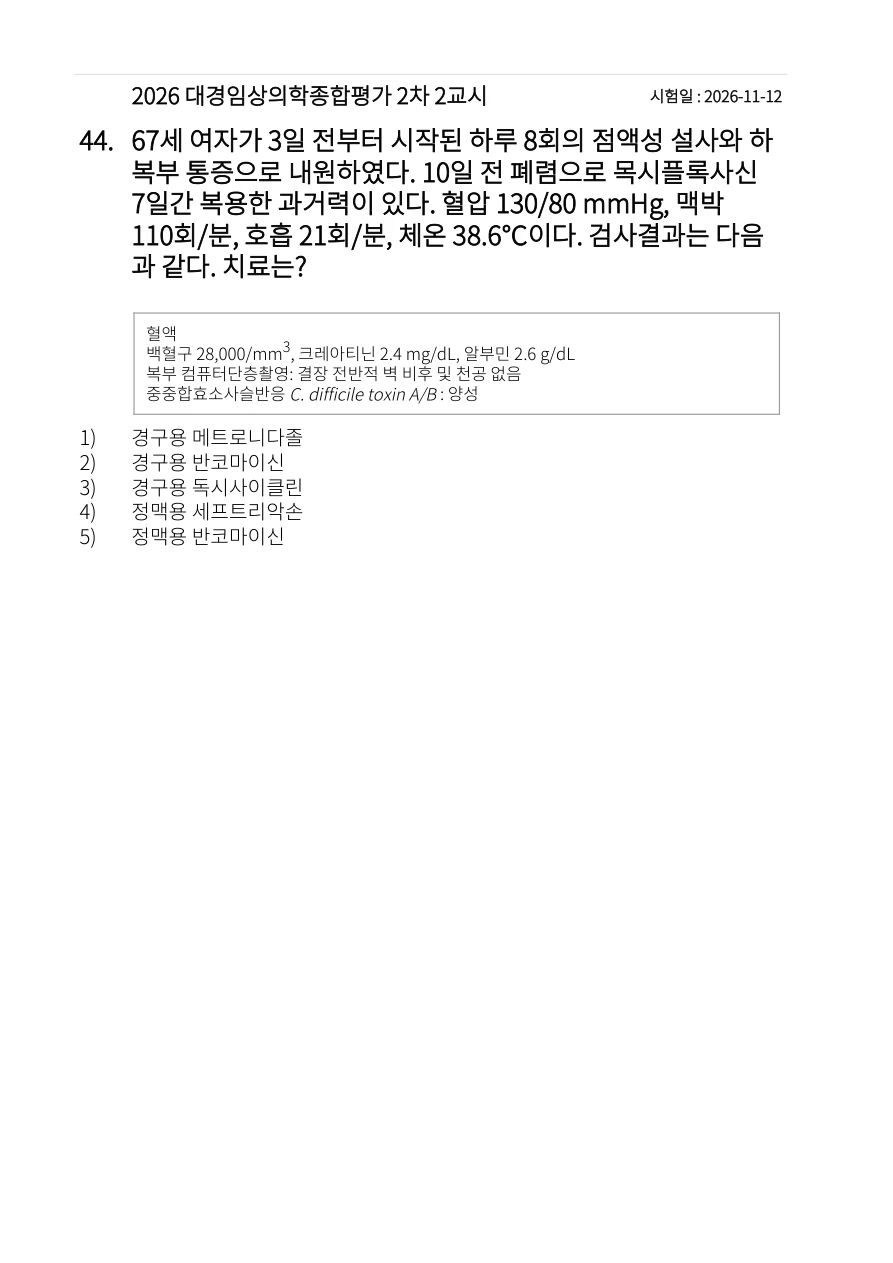 2026 대경임상의학종합평가 2차 2교시
시험일 : 2026-11-12
44. 67세 여자가 3일 전부터 시작된 하루 8회의 점액성 설사와 하
복부 통증으로 내원하였다. 10일 전 폐렴으로 목시플록사신
7일간 복용한 과거력이 있다. 혈압 130/80 mmHg, 맥박
110회/분, 호흡 21회/분, 체온 38.6℃이다. 검사결과는 다음
과 같다. 치료는?
혈액
백혈구 28,000/mm³, 크레아티닌 2.4 mg/dL, 알부민 2.6 g/dL
복부 컴퓨터단층촬영: 결장 전반적 벽 비후 및 천공 없음
중중합효소사슬반응 C. difficile toxin A/B : 양성
1) 경구용 메트로니다졸
2) 경구용 반코마이신
3) 경구용 독시사이클린
4) 정맥용 세프트리악손
5) 정맥용 반코마이신